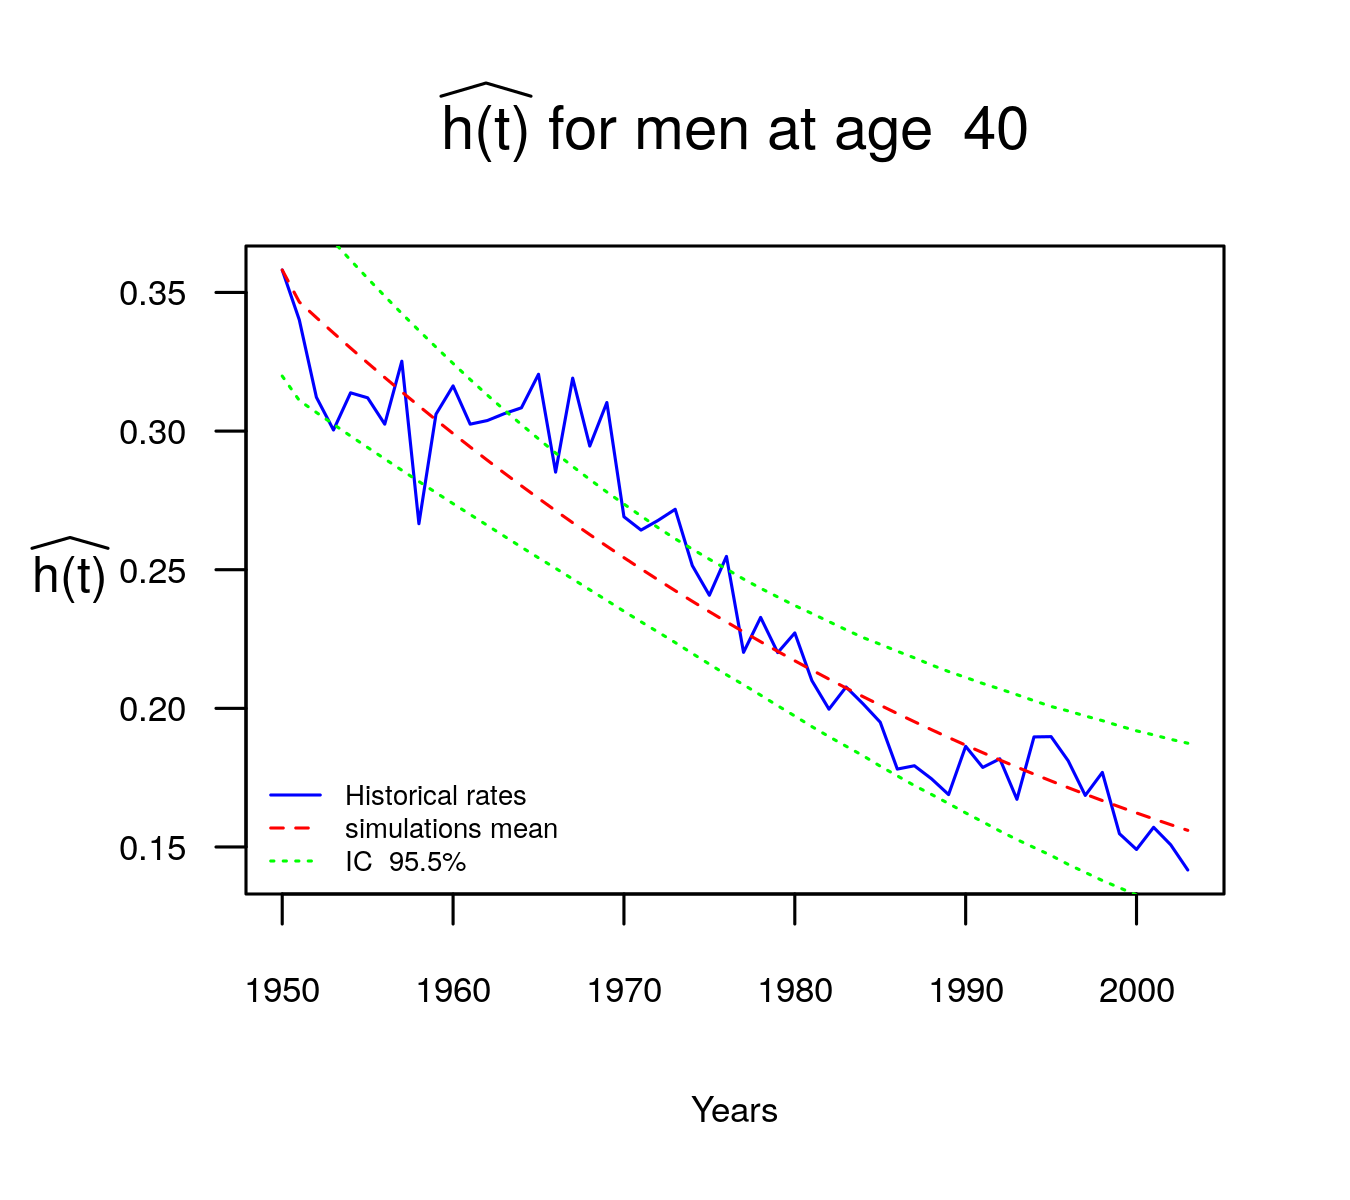 h(t) for men at age 40
0.35
0.30
0.25
0.20
0.15
h(t)
Historical rates
simulations mean
IC 95.5%
1950 1960 1970 1980 1990 2000
Years